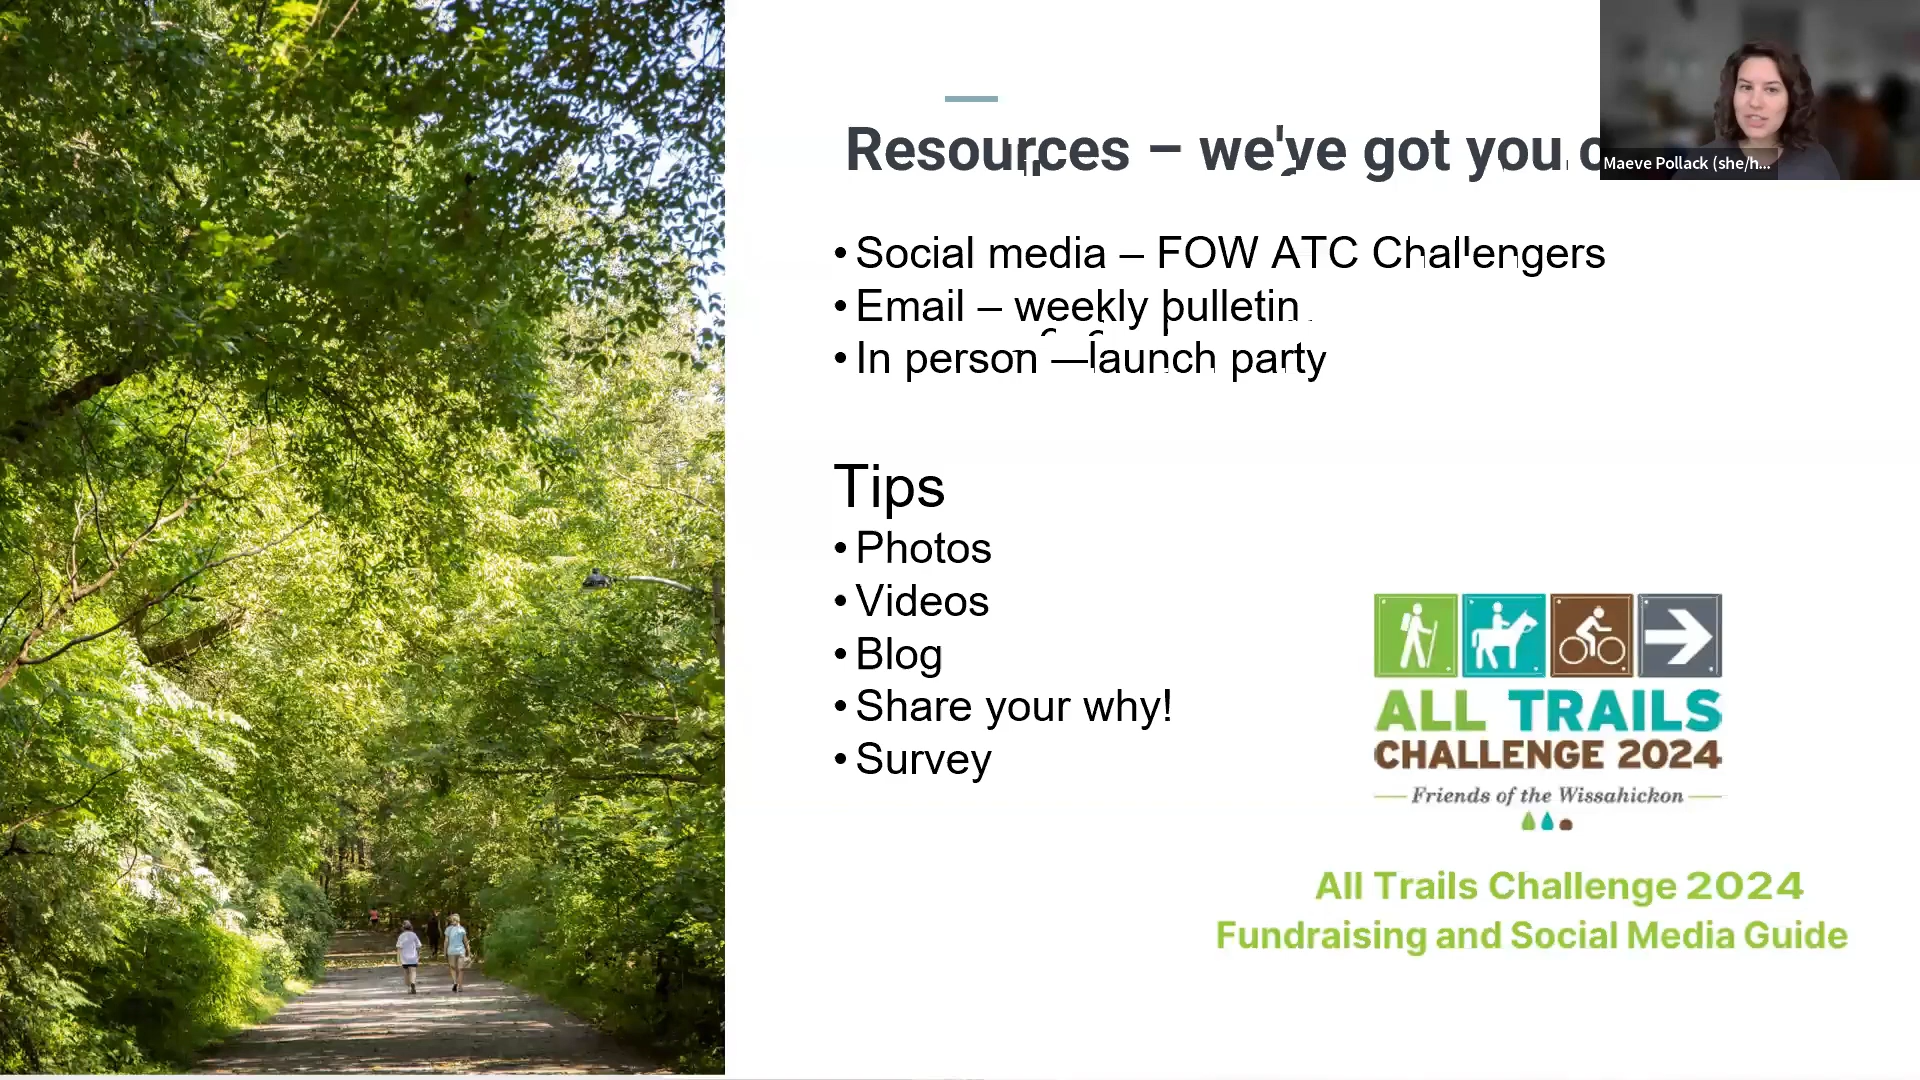 Resources – we've got you
Maeve Pollack (she/h...
• Social media – FOW ATC Challengers
• Email – weekly bulletin
• In person – launch party
Tips
• Photos
• Videos
• Blog
• Share your why!
• Survey
ALL TRAILS
CHALLENGE 2024
Friends of the Wissahickon
All Trails Challenge 2024
Fundraising and Social Media Guide